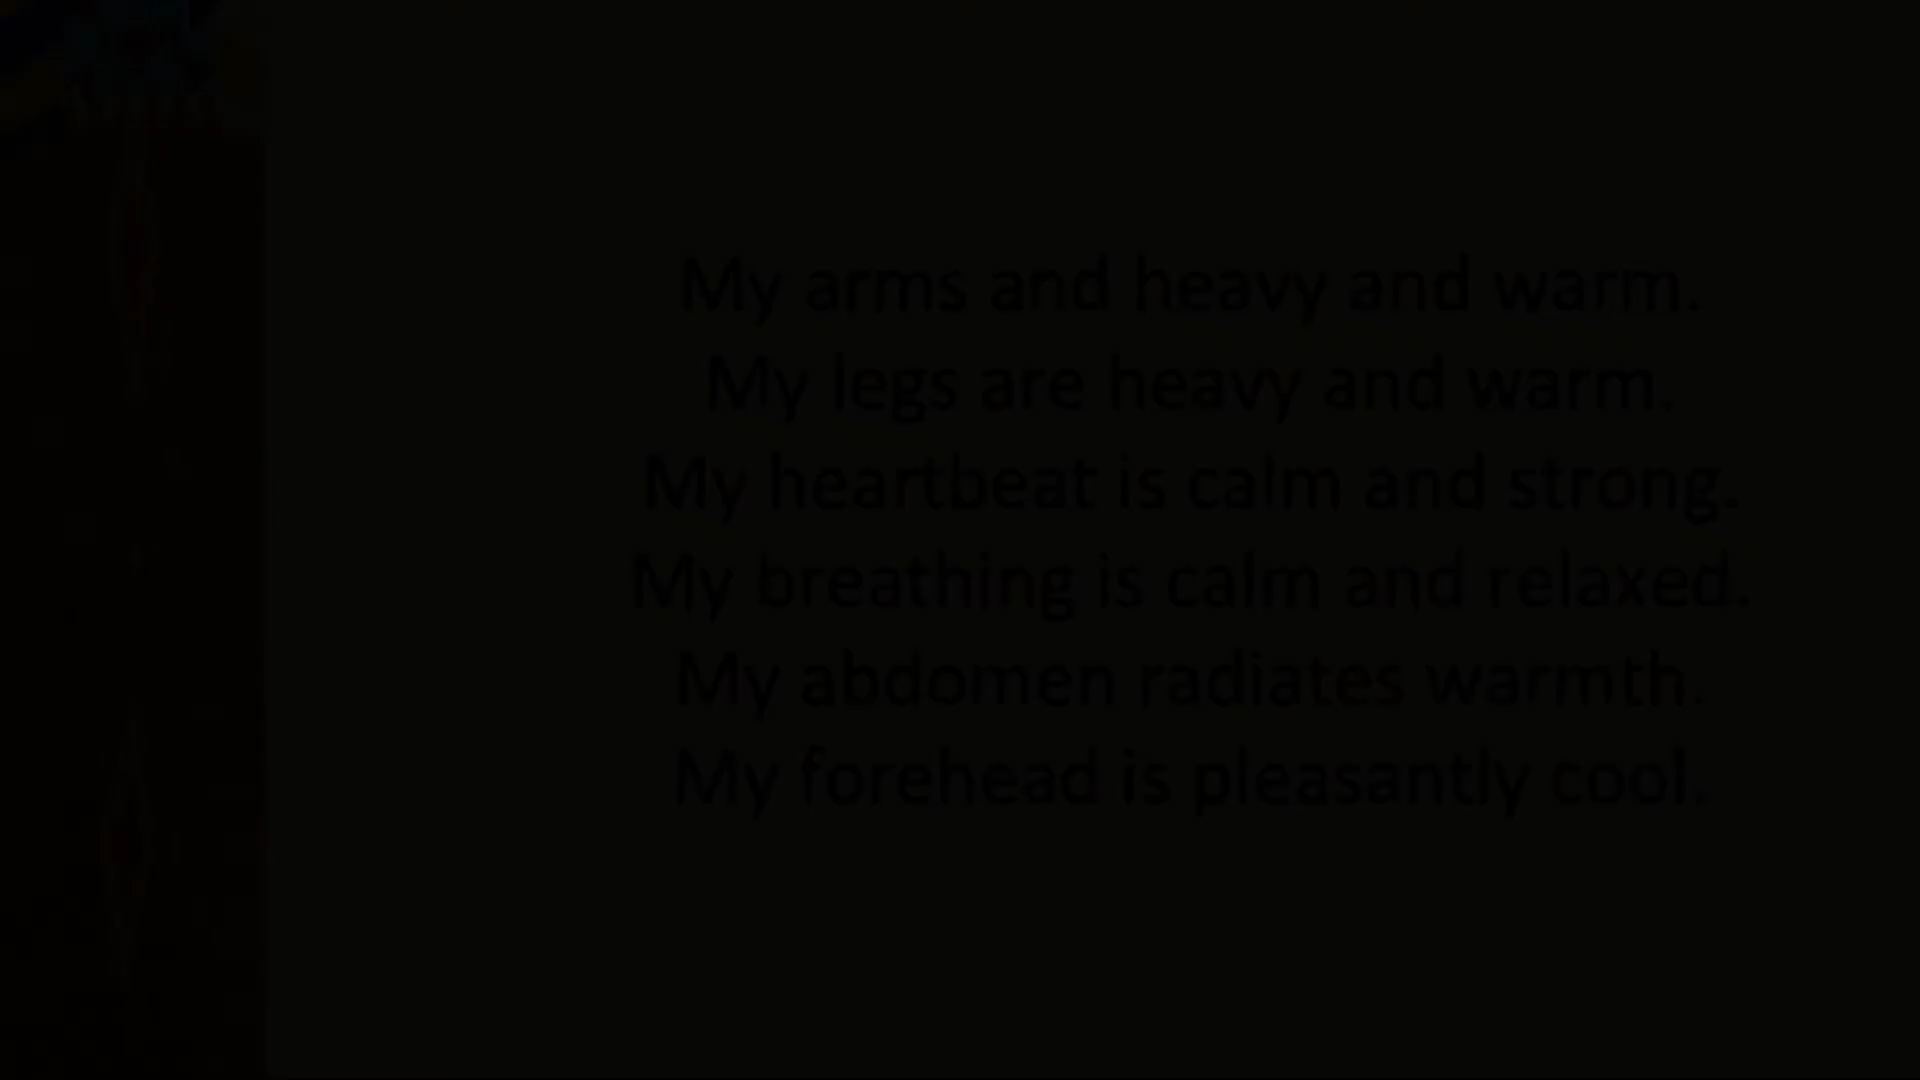 My arms and heavy and warm.
My legs are heavy and warm.
My heartbeat is calm and strong.
My breathing is calm and relaxed.
My abdomen radiates warmth.
My forehead is pleasantly cool.